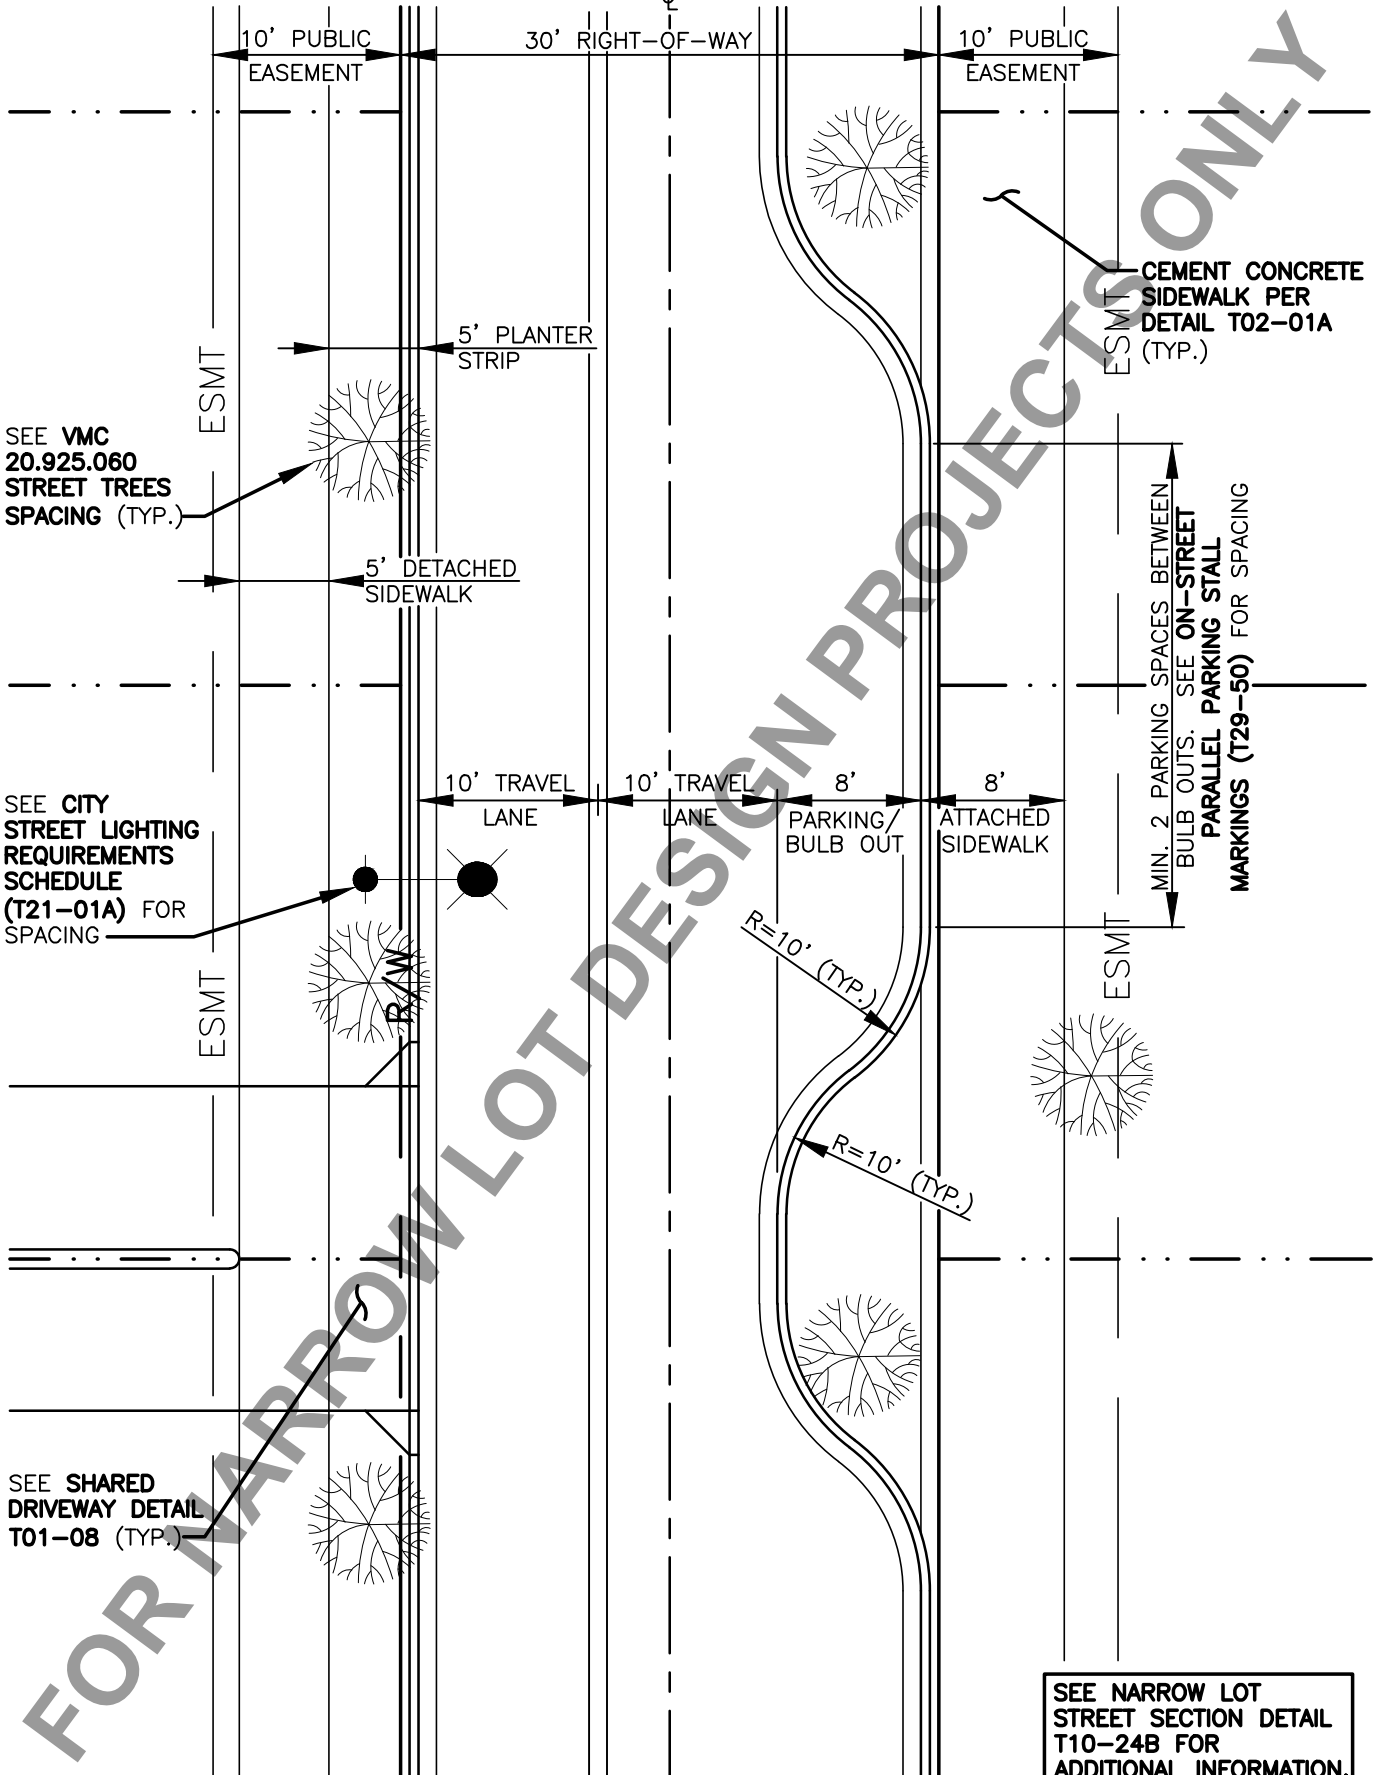 ℄
10' PUBLIC
EASEMENT
30' RIGHT-OF-WAY
10' PUBLIC
EASEMENT
CEMENT CONCRETE
SIDEWALK PER
DETAIL T02-01A
(TYP.)
ESMT
ESMT
5' PLANTER
STRIP
SEE VMC
20.925.060
STREET TREES
SPACING (TYP.)
5' DETACHED
SIDEWALK
MIN. 2 PARKING SPACES BETWEEN
BULB OUTS. SEE ON-STREET
PARALLEL PARKING STALL
MARKINGS (T29-50) FOR SPACING
10' TRAVEL
LANE
10' TRAVEL
LANE
8'
PARKING/
BULB OUT
8'
ATTACHED
SIDEWALK
SEE CITY
STREET LIGHTING
REQUIREMENTS
SCHEDULE
(T21-01A) FOR
SPACING
R/W
ESMT
ESMT
R=10' (TYP.)
R=10' (TYP.)
SEE SHARED
DRIVEWAY DETAIL
T01-08 (TYP.)
FOR NARROW LOT DESIGN PROJECTS ONLY
SEE NARROW LOT
STREET SECTION DETAIL
T10-24B FOR
ADDITIONAL INFORMATION.